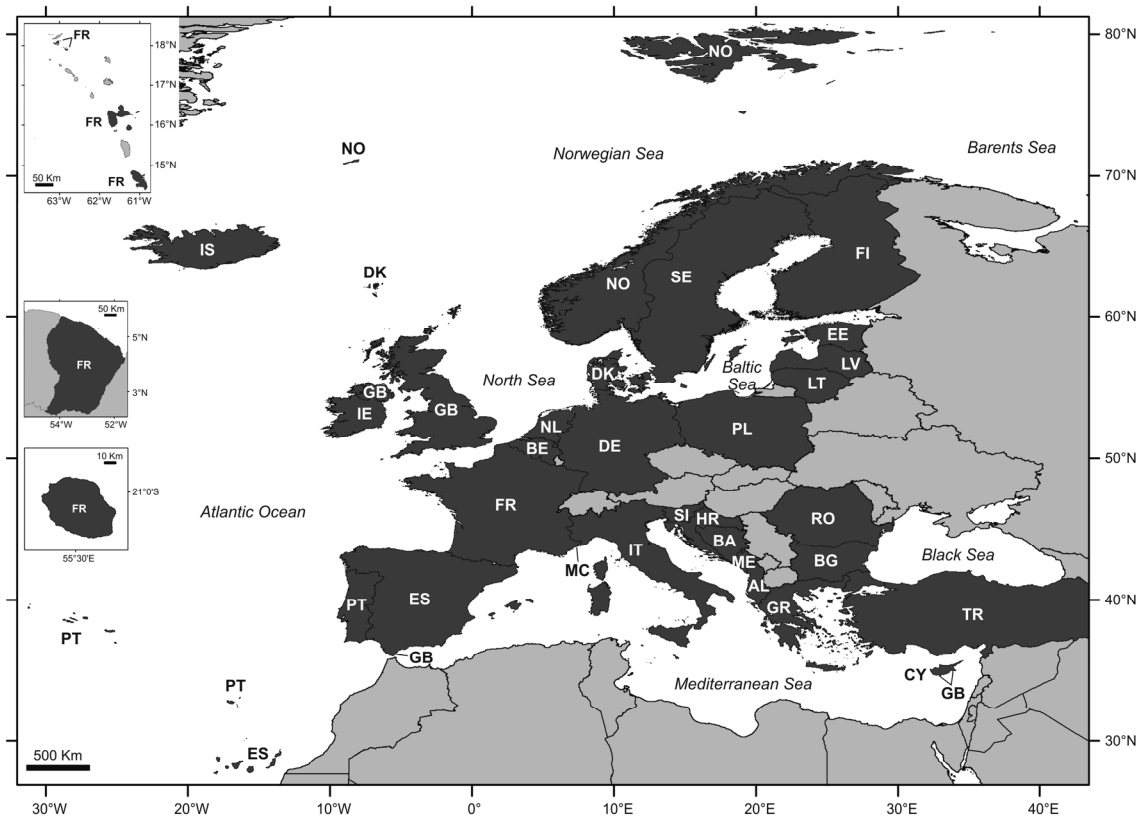 FR
18°N
17°N
FR
16°N
15°N
FR
50 Km
63°W 62°W 61°W
NO
80°N
NO
Norwegian Sea
Barents Sea
70°N
IS
DK
NO
SE
FI
60°N
50 Km
5°N
FR
3°N
54°W 52°W
EE
LV
LT
Baltic
Sea
DK
North Sea
GB
IE
GB
NL
BE
DE
PL
50°N
10 Km
21°0'S
FR
55°30'E
Atlantic Ocean
FR
SI
HR
RO
BA
IT
ME
BG
Black Sea
MC
AL
PT
ES
GR
TR
40°N
PT
GB
CY
GB
Mediterranean Sea
PT
ES
30°N
500 Km
30°W 20°W 10°W 0° 10°E 20°E 30°E 40°E